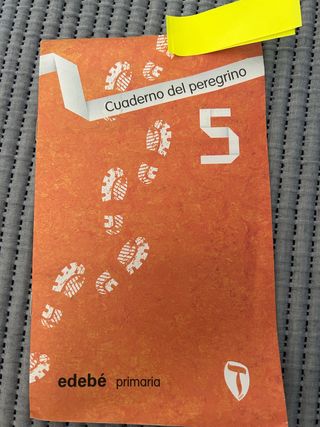 Cuaderno del peregrino
5
edebé primaria
T